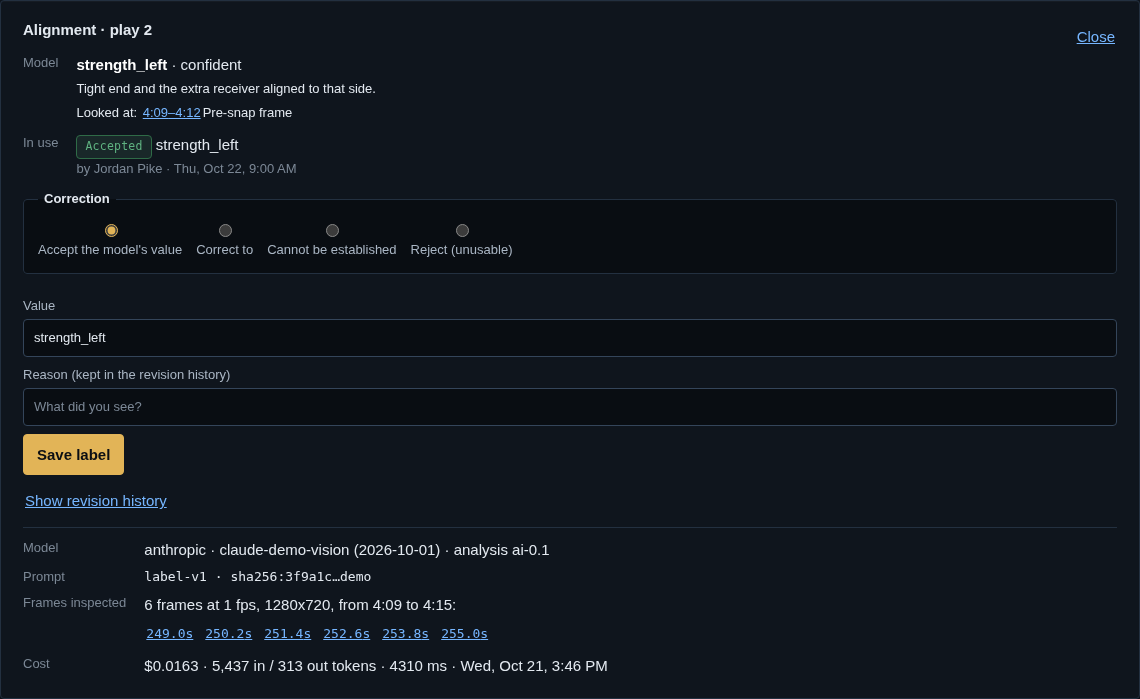 Alignment · play 2
Close
Model
strength_left · confident
Tight end and the extra receiver aligned to that side.
Looked at: 4:09–4:12 Pre-snap frame
In use
Accepted strength_left
by Jordan Pike · Thu, Oct 22, 9:00 AM
Correction
Accept the model's value
Correct to
Cannot be established
Reject (unusable)
Value
strength_left
Reason (kept in the revision history)
What did you see?
Save label
Show revision history
Model
anthropic · claude-demo-vision (2026-10-01) · analysis ai-0.1
Prompt
label-v1 · sha256:3f9a1c…demo
Frames inspected
6 frames at 1 fps, 1280x720, from 4:09 to 4:15:
249.0s 250.2s 251.4s 252.6s 253.8s 255.0s
Cost
$0.0163 · 5,437 in / 313 out tokens · 4310 ms · Wed, Oct 21, 3:46 PM